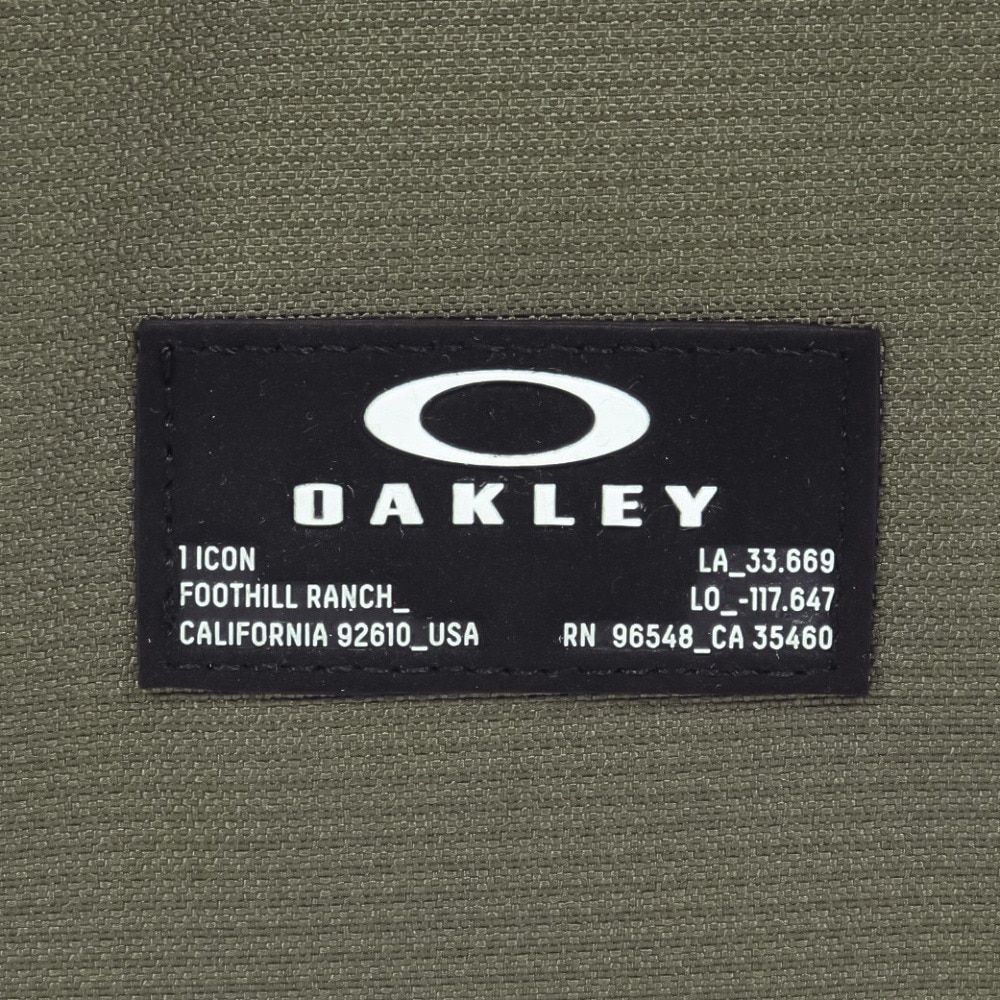 OAKLEY
1 ICON
FOOTHILL RANCH_
CALIFORNIA 92610_USA
LA_33.669
LO_-117.647
RN 96548_CA 35460